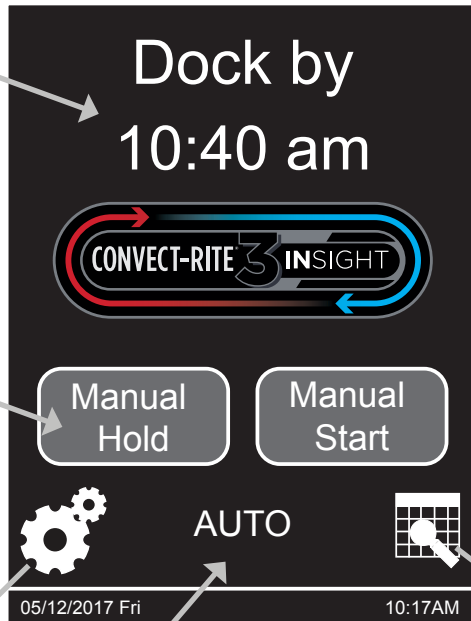 Dock by
10:40 am
CONVECT-RITE 3 INSIGHT
Manual Hold
Manual Start
AUTO
05/12/2017 Fri 10:17AM